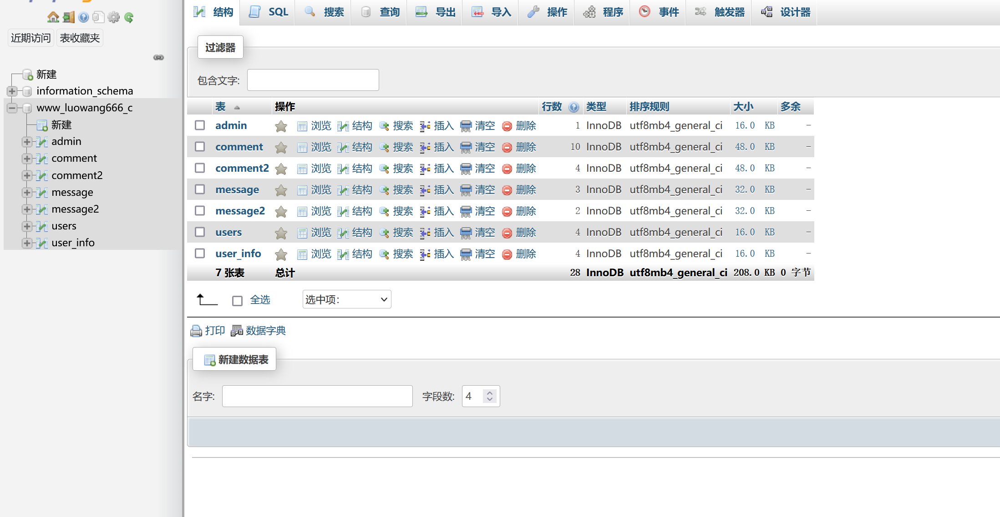 结构 SQL 搜索 查询 导出 导入 操作 程序 事件 触发器 设计器
近期访问 表收藏夹
新建
information_schema
www_luowang666_c
新建
admin
comment
comment2
message
message2
users
user_info
过滤器
包含文字:
表 操作 行数 类型 排序规则 大小 多余
admin 浏览 结构 搜索 插入 清空 删除 1 InnoDB utf8mb4_general_ci 16.0 KB -
comment 浏览 结构 搜索 插入 清空 删除 10 InnoDB utf8mb4_general_ci 48.0 KB -
comment2 浏览 结构 搜索 插入 清空 删除 4 InnoDB utf8mb4_general_ci 48.0 KB -
message 浏览 结构 搜索 插入 清空 删除 3 InnoDB utf8mb4_general_ci 32.0 KB -
message2 浏览 结构 搜索 插入 清空 删除 2 InnoDB utf8mb4_general_ci 32.0 KB -
users 浏览 结构 搜索 插入 清空 删除 4 InnoDB utf8mb4_general_ci 16.0 KB -
user_info 浏览 结构 搜索 插入 清空 删除 4 InnoDB utf8mb4_general_ci 16.0 KB -
7 张表 总计 28 InnoDB utf8mb4_general_ci 208.0 KB 0 字节
全选 选中项：
打印 数据字典
新建数据表
名字: 字段数: 4